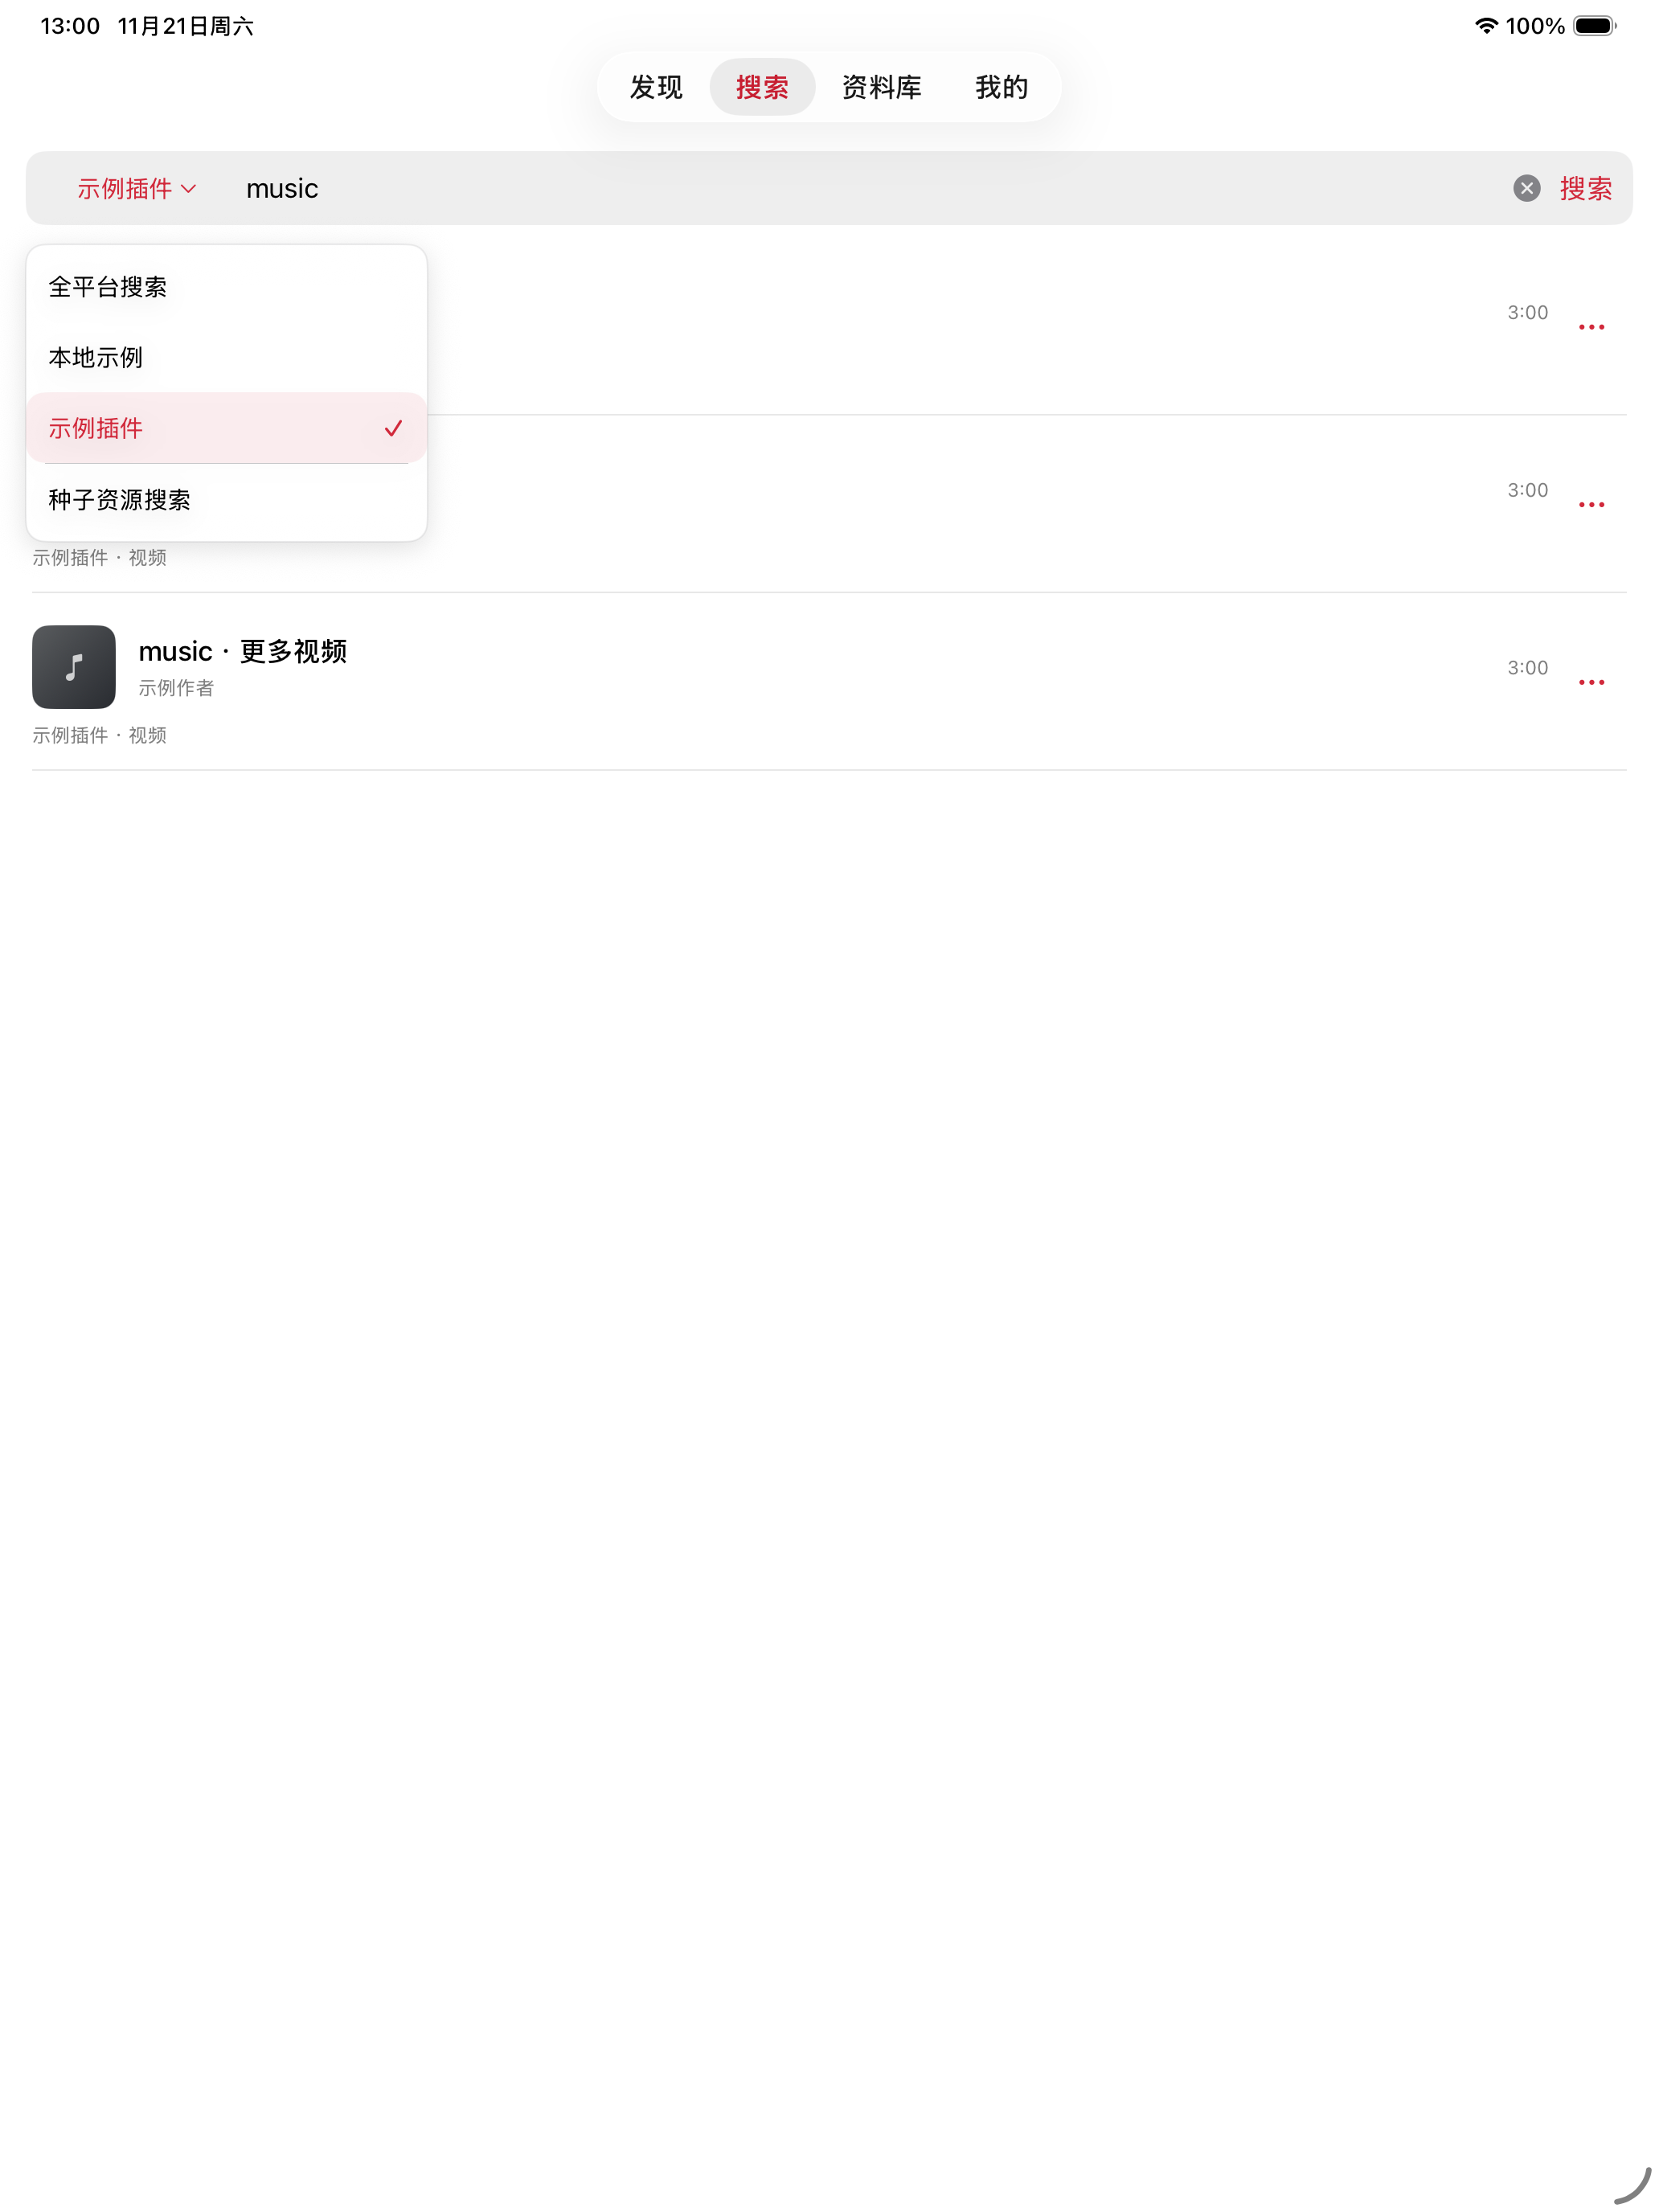 13:00 11月21日周六
100%
发现 搜索 资料库 我的
示例插件 music 搜索
全平台搜索
3:00
本地示例
示例插件
3:00
种子资源搜索
示例插件 · 视频
music · 更多视频
3:00
示例作者
示例插件 · 视频